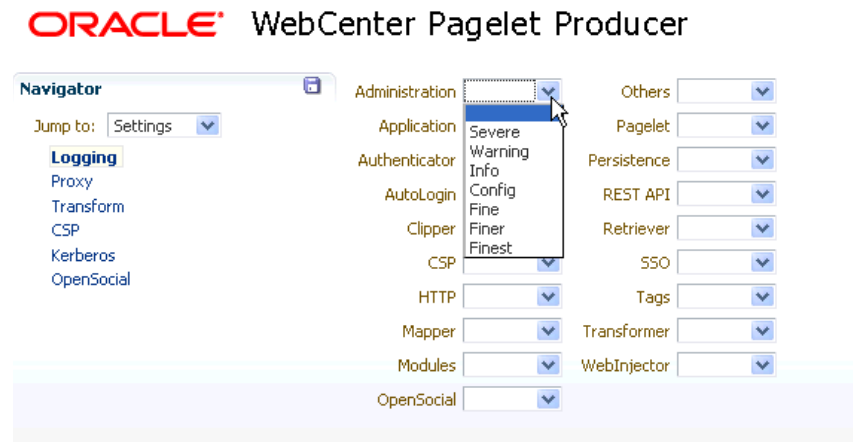 ORACLE WebCenter Pagelet Producer
Navigator
Jump to: Settings
Logging
Proxy
Transform
CSP
Kerberos
OpenSocial
Administration
Application
Authenticator
AutoLogin
Clipper
CSP
HTTP
Mapper
Modules
OpenSocial
Severe
Warning
Info
Config
Fine
Finer
Finest
Others
Pagelet
Persistence
REST API
Retriever
SSO
Tags
Transformer
WebInjector